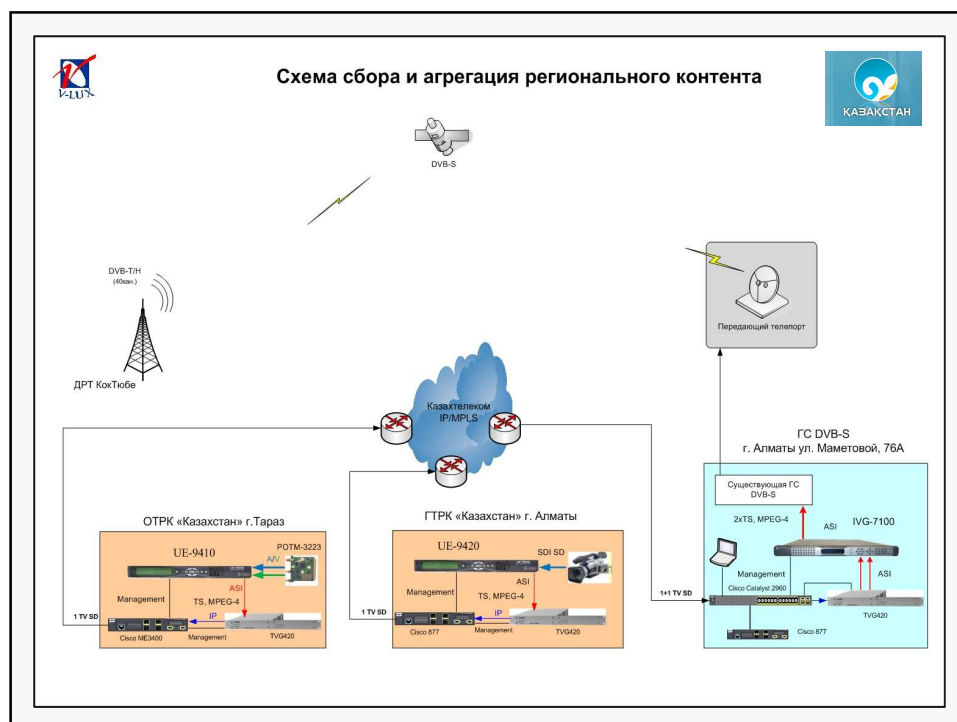 V-LUX
Схема сбора и агрегация регионального контента
ҚАЗАҚСТАН
DVB-S
DVB-T/H
(40кан.)
ДРТ КокТюбе
Передающий телепорт
Казахтелеком
IP/MPLS
ГС DVB-S
г. Алматы ул. Маметовой, 76А
Существующая ГС
DVB-S
2xTS, MPEG-4
ASI
IVG-7100
Management
ASI
Cisco Catalyst 2960
TVG420
Cisco 877
1+1 TV SD
ОТРК «Казахстан» г.Тараз
UE-9410
POTM-3223
A/V
ASI
Management
TS, MPEG-4
IP
1 TV SD
Cisco ME3400
Management
TVG420
ГТРК «Казахстан» г. Алматы
UE-9420
SDI SD
ASI
Management
TS, MPEG-4
IP
1 TV SD
Cisco 877
Management
TVG420